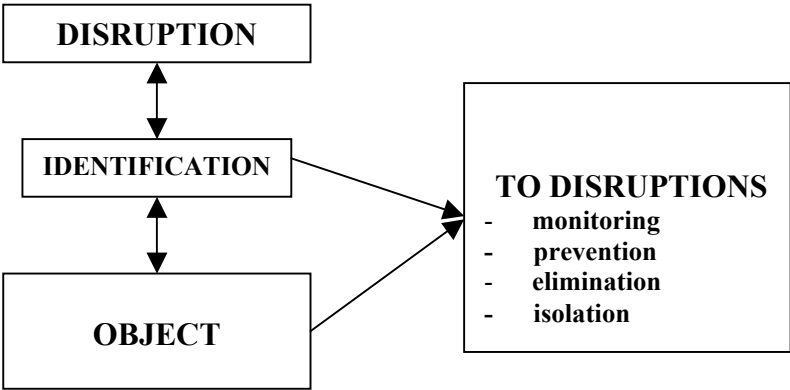 DISRUPTION
IDENTIFICATION
OBJECT
TO DISRUPTIONS
- monitoring
- prevention
- elimination
- isolation